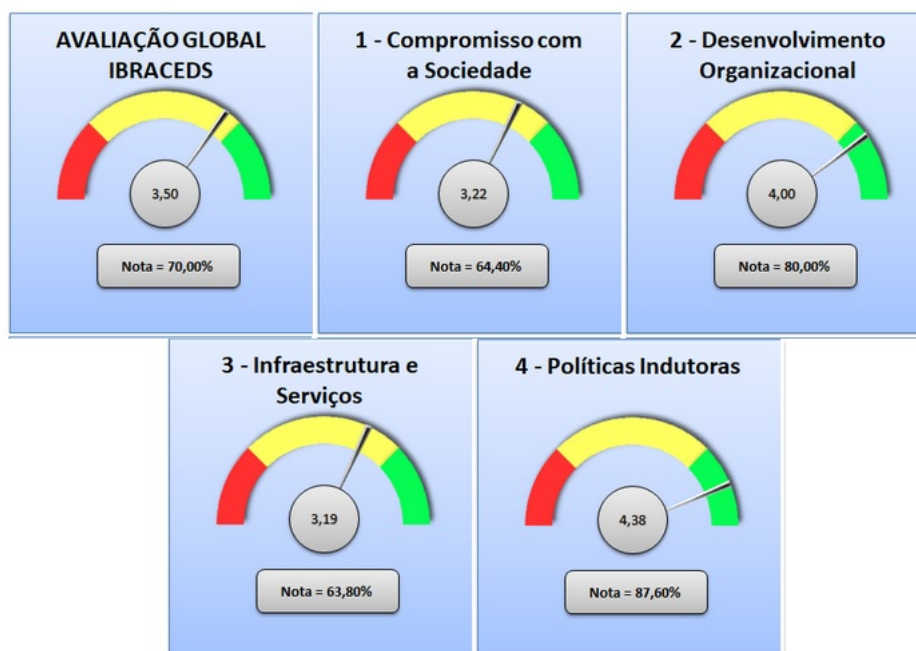 AVALIAÇÃO GLOBAL
IBRACEDS
3,50
Nota = 70,00%
1 - Compromisso com
a Sociedade
3,22
Nota = 64,40%
2 - Desenvolvimento
Organizacional
4,00
Nota = 80,00%
3 - Infraestrutura e
Serviços
3,19
Nota = 63,80%
4 - Políticas Indutoras
4,38
Nota = 87,60%